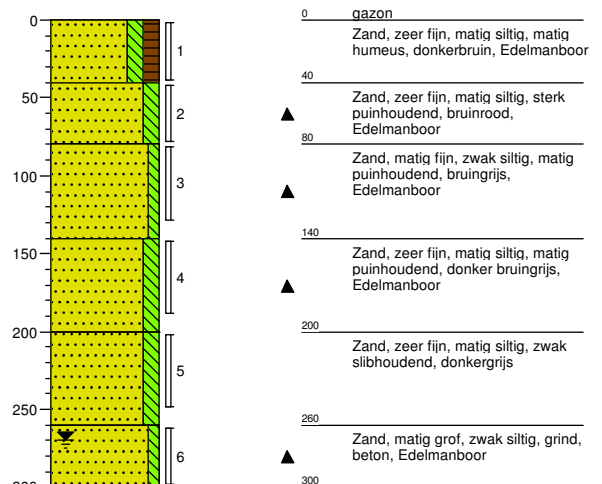 0
50
100
150
200
250
300
1
2
3
4
5
6
0
gazon
Zand, zeer fijn, matig siltig, matig
humeus, donkerbruin, Edelmanboor
40
Zand, zeer fijn, matig siltig, sterk
puinhoudend, bruinrood,
Edelmanboor
80
Zand, matig fijn, zwak siltig, matig
puinhoudend, bruingrijs,
Edelmanboor
140
Zand, zeer fijn, matig siltig, matig
puinhoudend, donker bruingrijs,
Edelmanboor
200
Zand, zeer fijn, matig siltig, zwak
slibhoudend, donkergrijs
260
Zand, matig grof, zwak siltig, grind,
beton, Edelmanboor
300